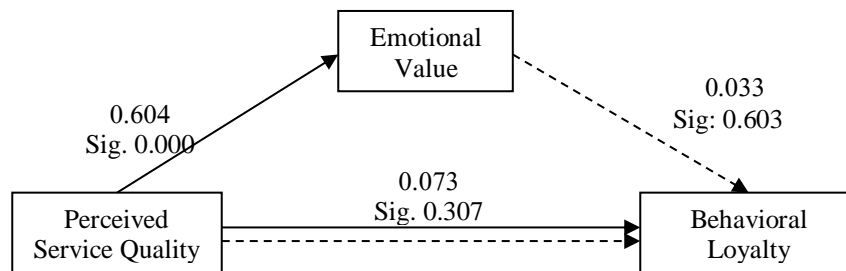 Emotional
Value
0.604
Sig. 0.000
0.033
Sig: 0.603
0.073
Sig. 0.307
Perceived
Service Quality
Behavioral
Loyalty